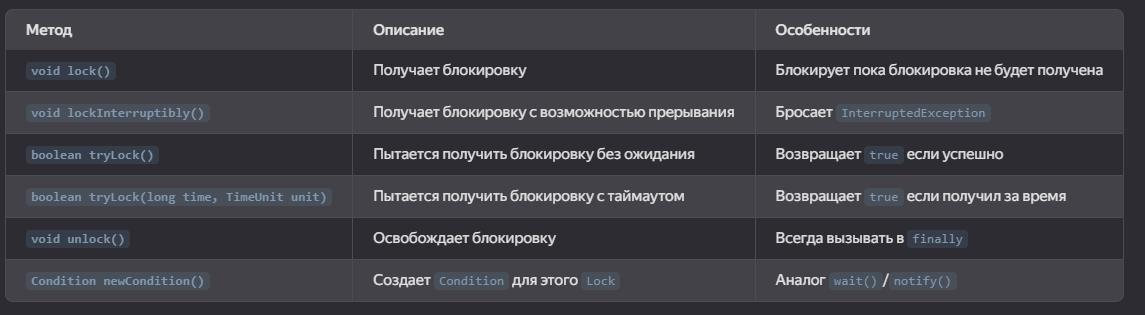 Метод Описание Особенности
void lock() Получает блокировку Блокирует пока блокировка не будет получена
void lockInterruptibly() Получает блокировку с возможностью прерывания Бросает InterruptedException
boolean tryLock() Пытается получить блокировку без ожидания Возвращает true если успешно
boolean tryLock(long time, TimeUnit unit) Пытается получить блокировку с таймаутом Возвращает true если получил за время
void unlock() Освобождает блокировку Всегда вызывать в finally
Condition newCondition() Создает Condition для этого Lock Аналог wait() / notify()